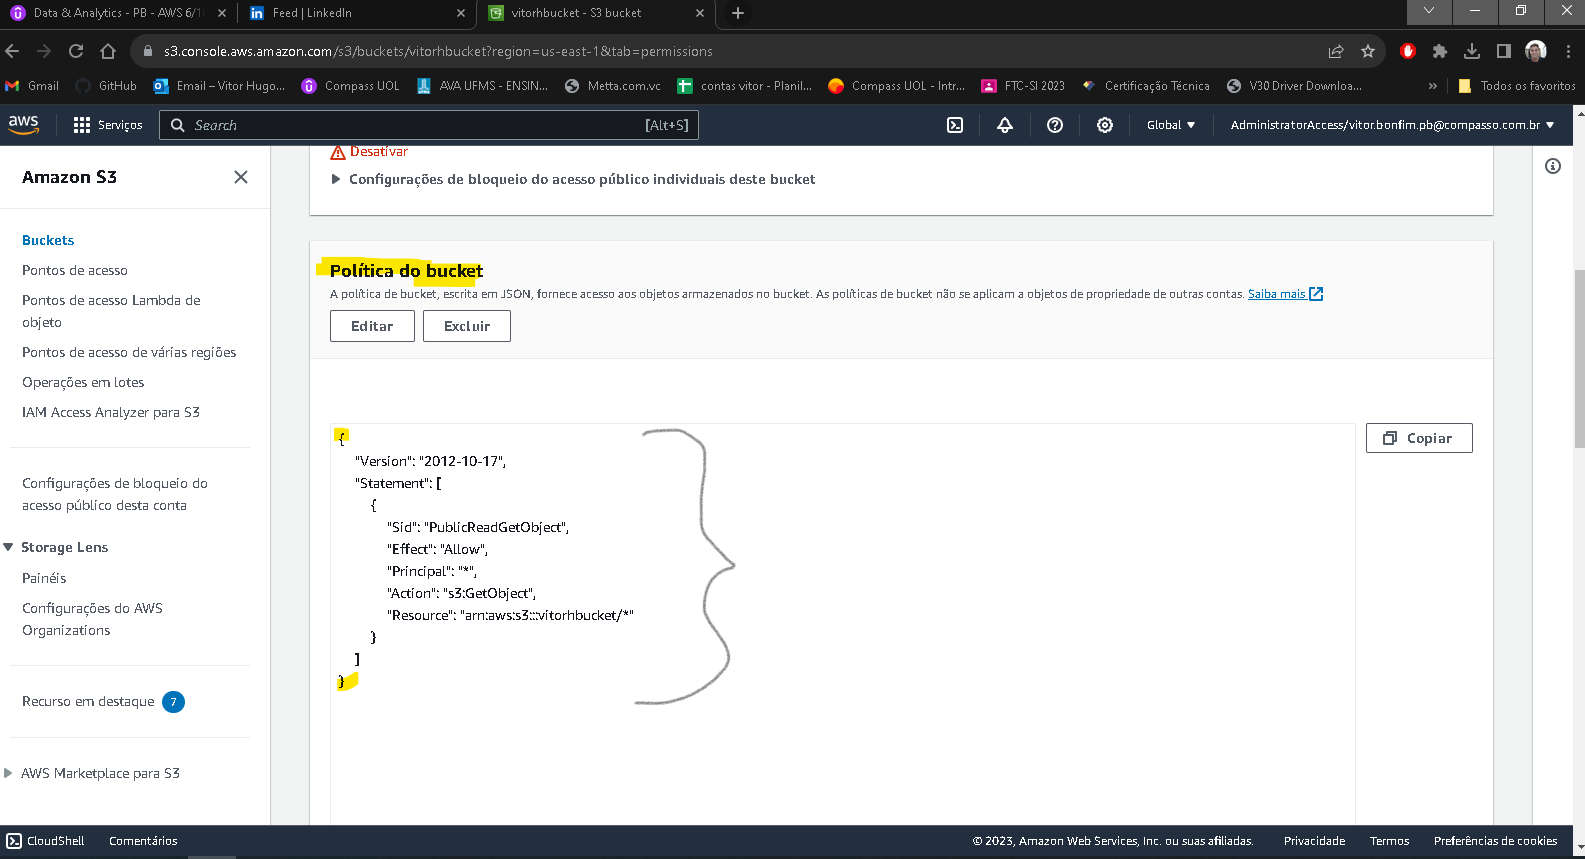 Data & Analytics - PB - AWS 6/1
Feed | LinkedIn
vitorhbucket - S3 bucket
s3.console.aws.amazon.com/s3/buckets/vitorhbucket?region=us-east-1&tab=permissions
Gmail
GitHub
Email – Vitor Hugo...
Compass UOL
AVA UFMS - ENSIN...
Metta.com.vc
contas vitor - Planil...
Compass UOL - Intr...
FTC-SI 2023
Certificação Técnica
V30 Driver Downloa...
»
Todos os favoritos
aws
Serviços
Search
[Alt+S]
Global
AdministratorAccess/vitor.bonfim.pb@compasso.com.br
Amazon S3
Buckets
Pontos de acesso
Pontos de acesso Lambda de
objeto
Pontos de acesso de várias regiões
Operações em lotes
IAM Access Analyzer para S3
Configurações de bloqueio do
acesso público desta conta
Storage Lens
Painéis
Configurações do AWS
Organizations
Recurso em destaque 7
AWS Marketplace para S3
Desativar
Configurações de bloqueio do acesso público individuais deste bucket
Política do bucket
A política de bucket, escrita em JSON, fornece acesso aos objetos armazenados no bucket. As políticas de bucket não se aplicam a objetos de propriedade de outras contas. Saiba mais
Editar
Excluir
Copiar
{
"Version": "2012-10-17",
"Statement": [
{
"Sid": "PublicReadGetObject",
"Effect": "Allow",
"Principal": "*",
"Action": "s3:GetObject",
"Resource": "arn:aws:s3:::vitorhbucket/*"
}
]
}
CloudShell
Comentários
© 2023, Amazon Web Services, Inc. ou suas afiliadas.
Privacidade
Termos
Preferências de cookies